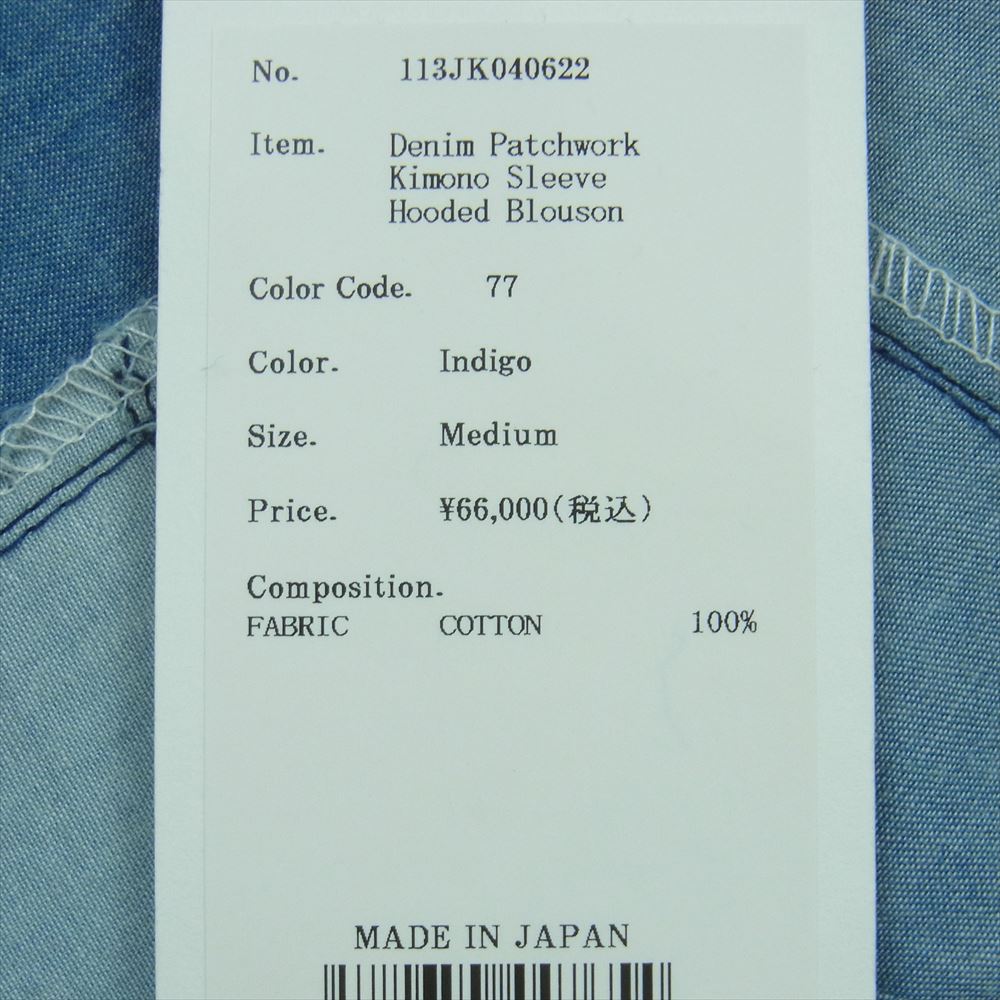 No. 113JK040622
Item. Denim Patchwork
Kimono Sleeve
Hooded Blouson
Color Code. 77
Color. Indigo
Size. Medium
Price. ¥66,000(税込)
Composition.
FABRIC COTTON 100%
MADE IN JAPAN